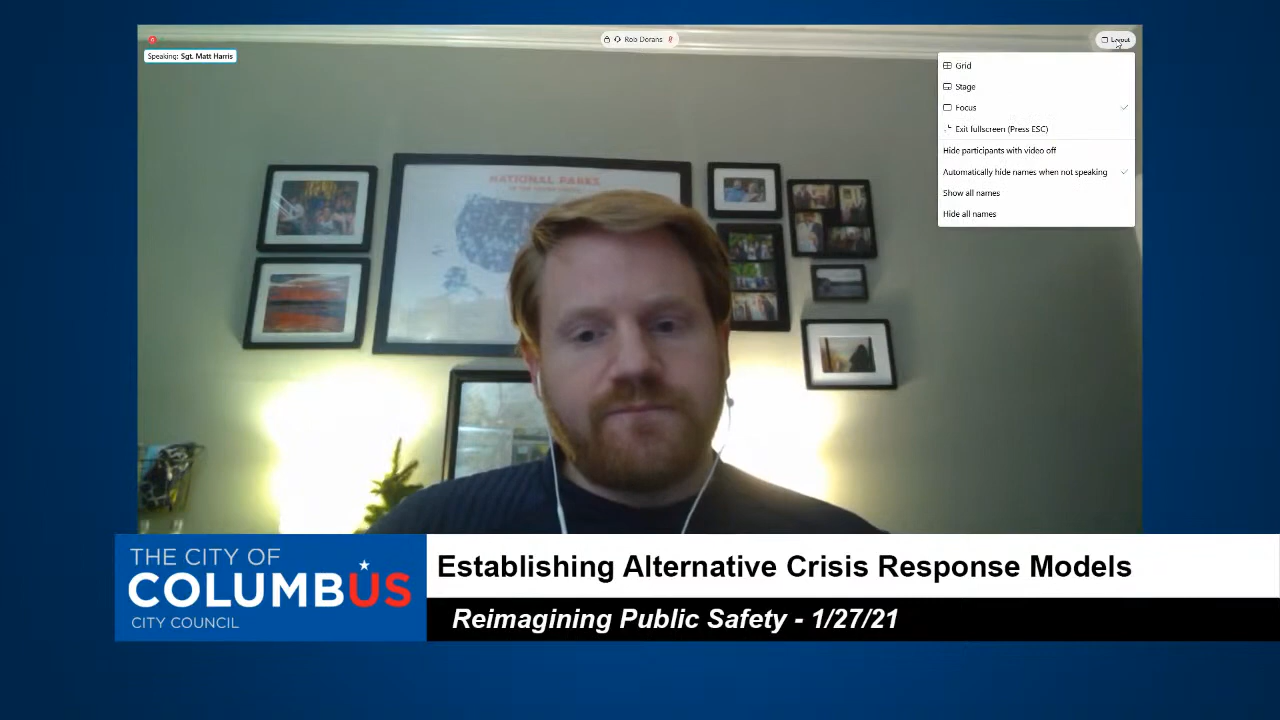 Rob Dorans
Layout
Speaking: Sgt. Matt Harris
Grid
Stage
Focus
Exit fullscreen (Press ESC)
Hide participants with video off
Automatically hide names when not speaking
Show all names
Hide all names
NATIONAL PARKS
THE CITY OF
COLUMBUS
CITY COUNCIL
Establishing Alternative Crisis Response Models
Reimagining Public Safety - 1/27/21